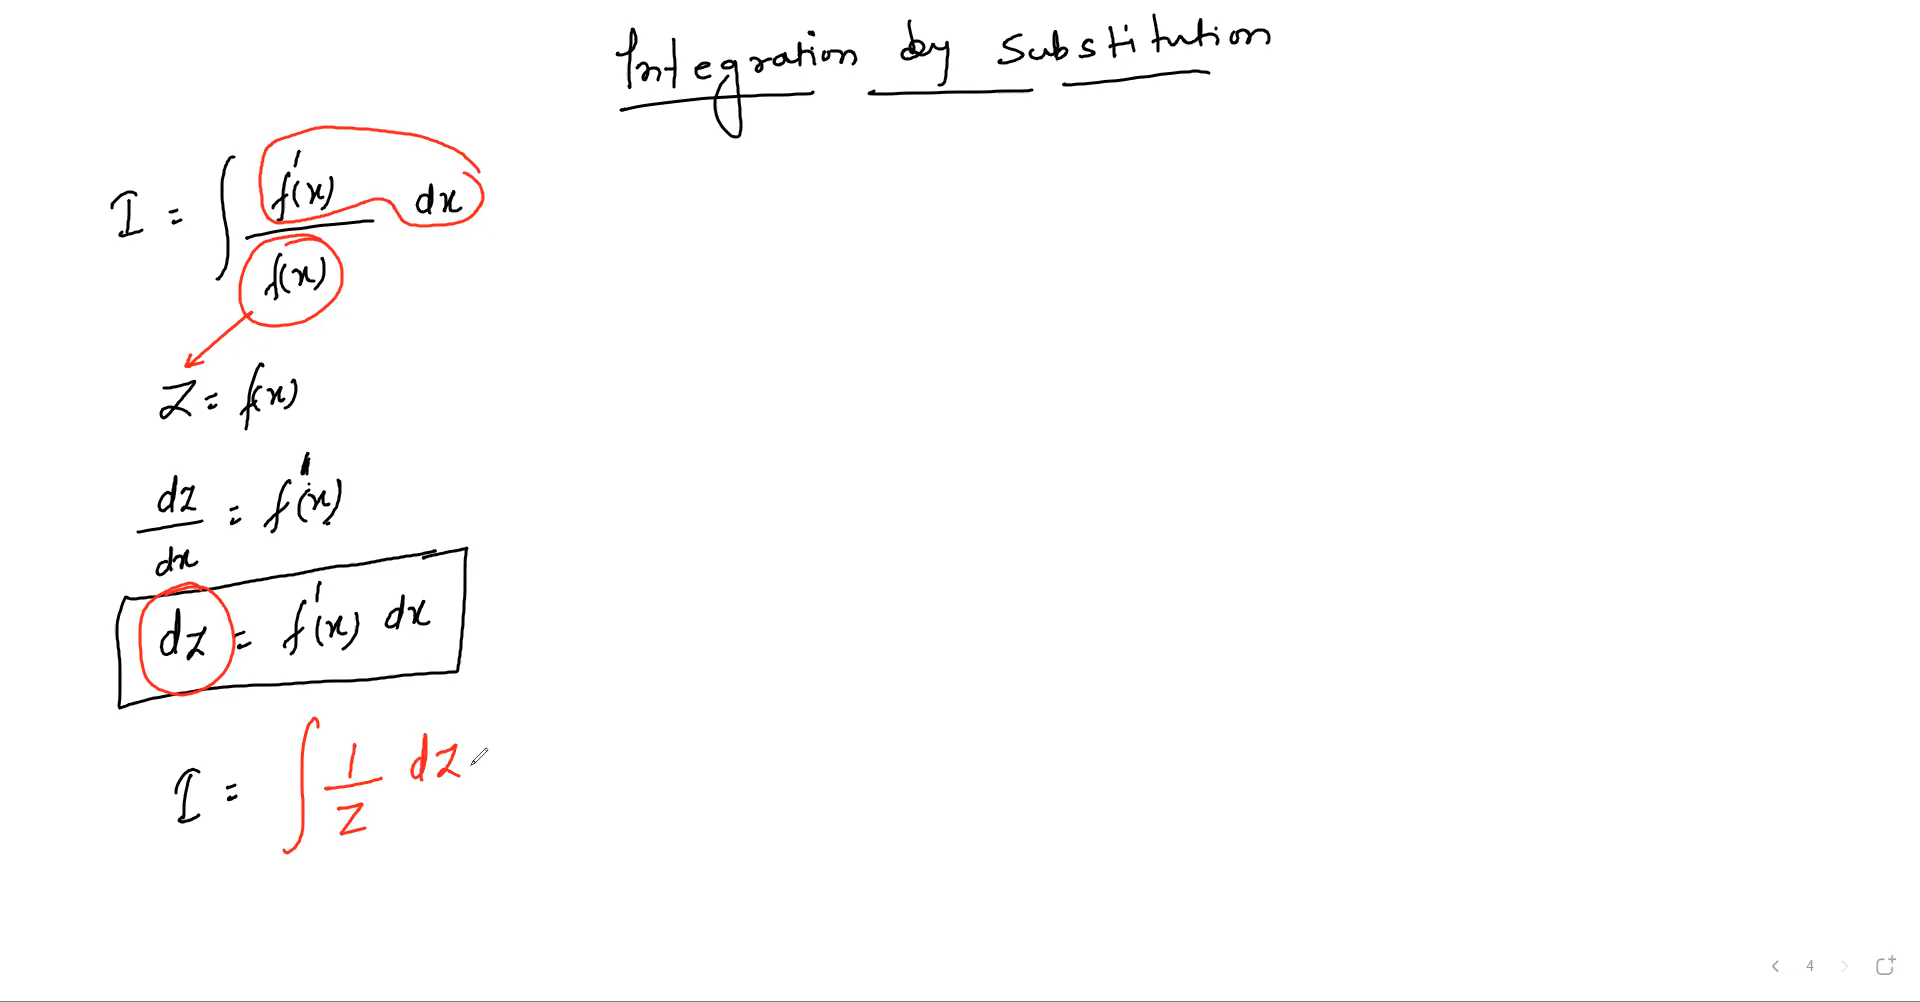 Integration by Substitution
I = ∫ f'(x)/f(x) dx
Z = f(x)
dz/dx = f'(x)
dz = f'(x) dx
I = ∫ 1/z dz
4